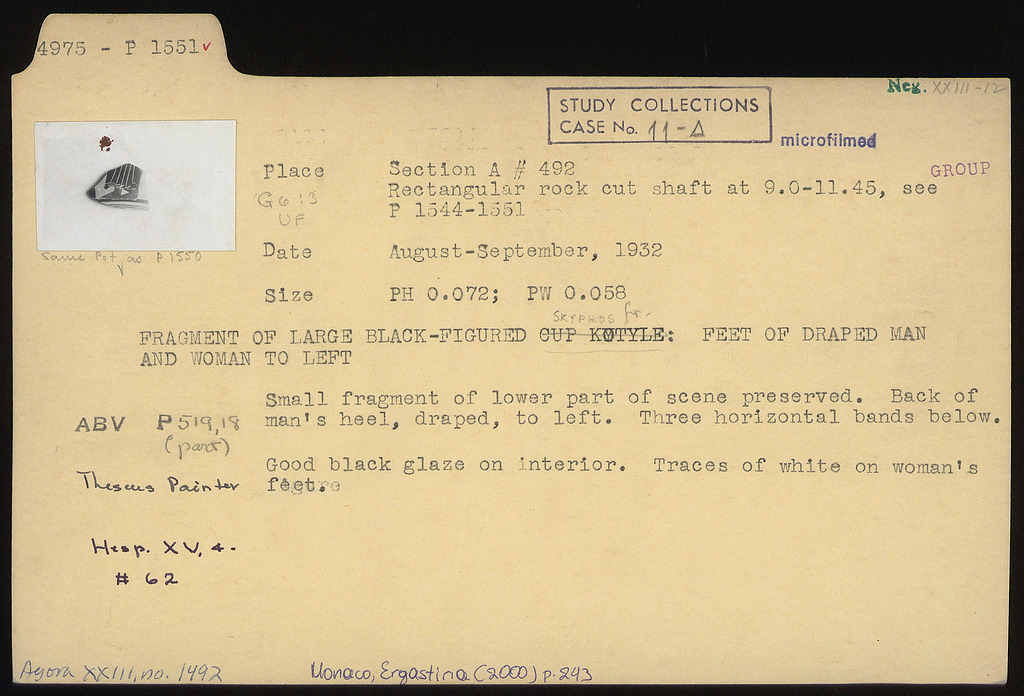 4975 - P 1551 v
Neg. XXIII-12
STUDY COLLECTIONS
CASE No. 11-Δ
microfilmed
GROUP
Place Section A # 492
Rectangular rock cut shaft at 9.0-11.45, see
P 1544-1551
G 6:3
UF
same Pot as P 1550
Date August-September, 1932
Size PH 0.072; PW 0.058
SKYPHOS fr.
FRAGMENT OF LARGE BLACK-FIGURED CUP KOTYLE: FEET OF DRAPED MAN
AND WOMAN TO LEFT
Small fragment of lower part of scene preserved. Back of
man's heel, draped, to left. Three horizontal bands below.
ABV P 519,18
(part)
Good black glaze on interior. Traces of white on woman's
feet.
Theseus Painter
Hesp. XV, 4.
# 62
Agora XXIII, no. 1492
Monaco, Ergastina (2000) p. 243